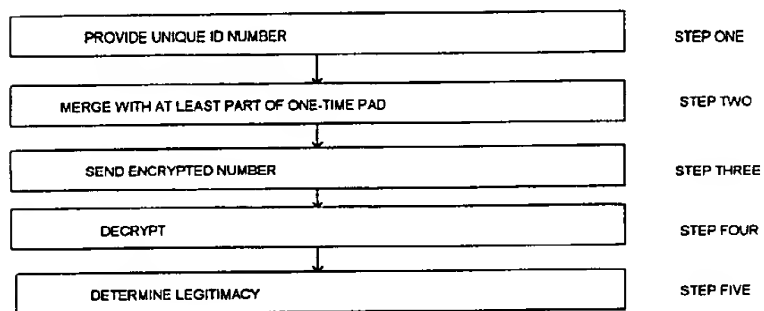 PROVIDE UNIQUE ID NUMBER STEP ONE
MERGE WITH AT LEAST PART OF ONE-TIME PAD STEP TWO
SEND ENCRYPTED NUMBER STEP THREE
DECRYPT STEP FOUR
DETERMINE LEGITIMACY STEP FIVE